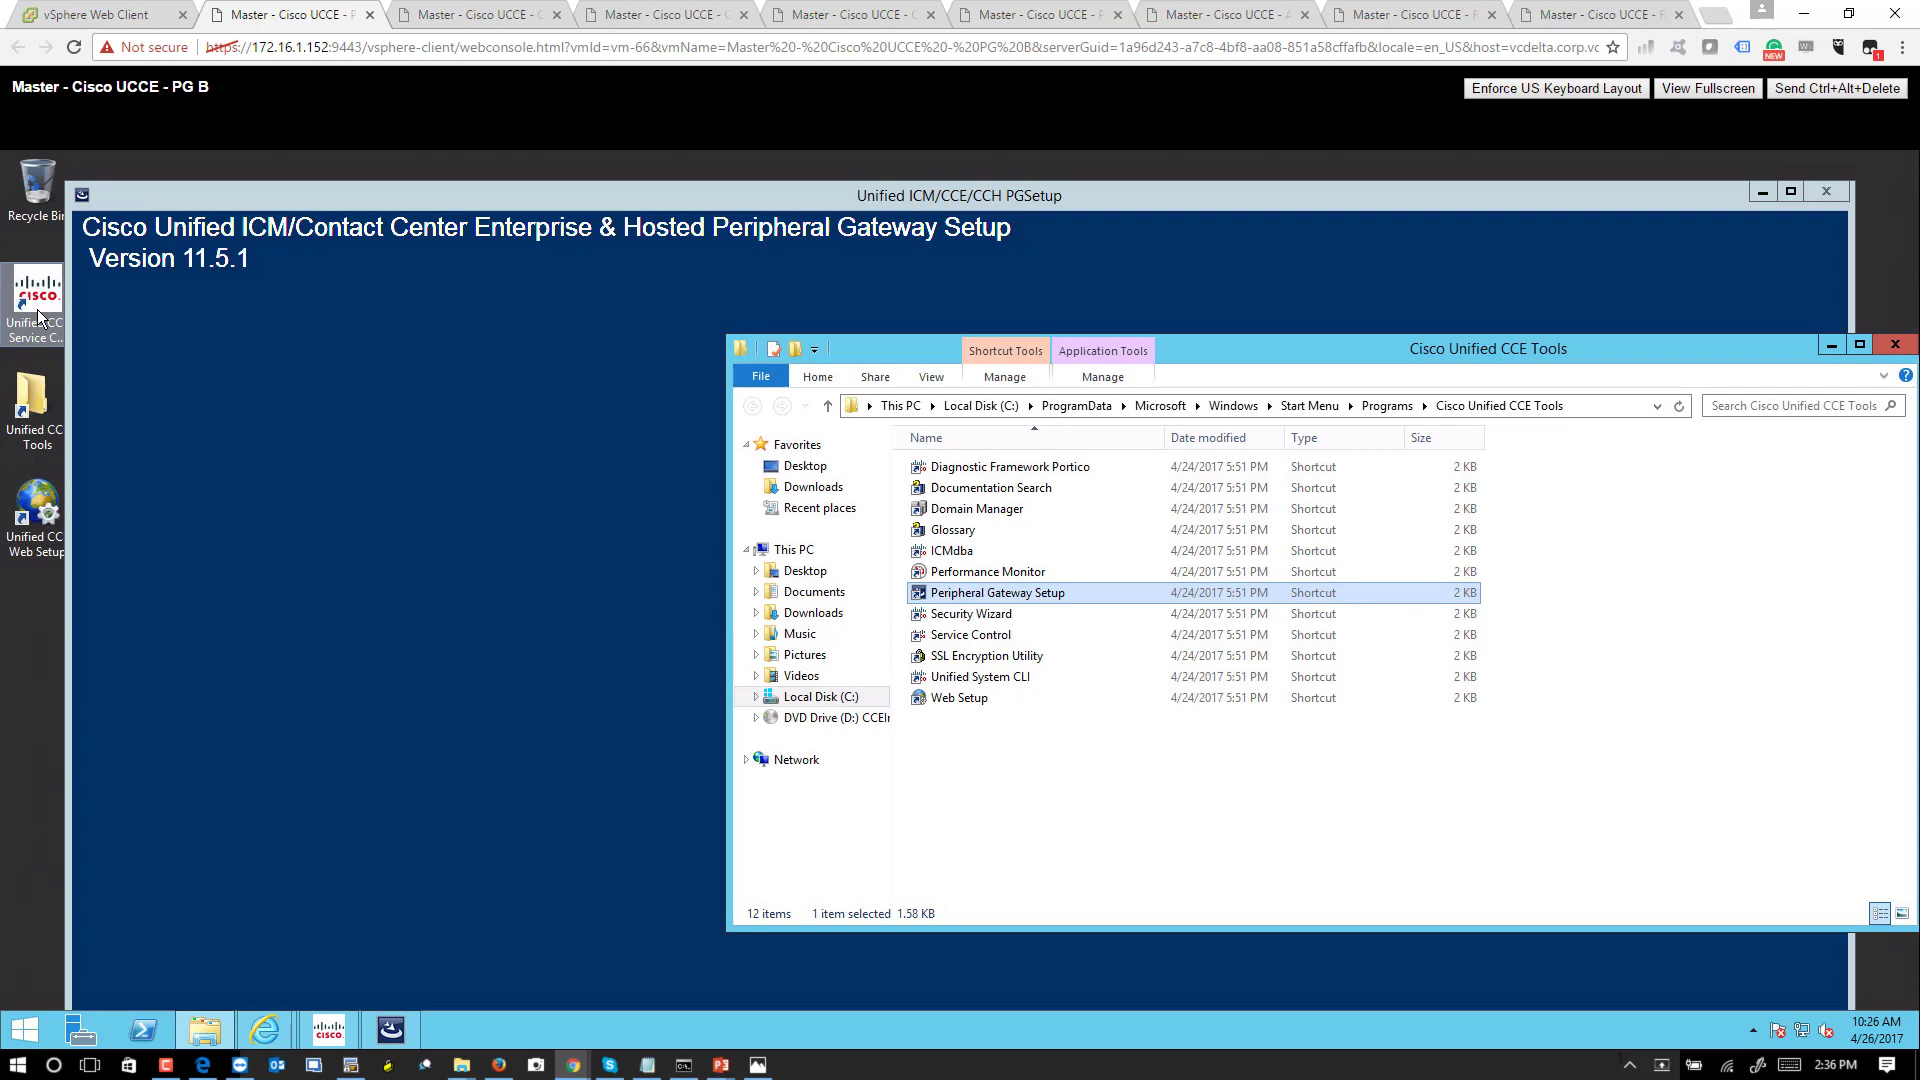 vSphere Web Client
Master - Cisco UCCE - P
Master - Cisco UCCE - C
Master - Cisco UCCE - C
Master - Cisco UCCE - C
Master - Cisco UCCE - P
Master - Cisco UCCE - A
Master - Cisco UCCE - R
Master - Cisco UCCE - R
Not secure
https://172.16.1.152:9443/vsphere-client/webconsole.html?vmId=vm-66&vmName=Master%20-%20Cisco%20UCCE%20-%20PG%20B&serverGuid=1a96d243-a7c8-4bf8-aa08-851a58cffafb&locale=en_US&host=vcdelta.corp.vc
NEW
1
Master - Cisco UCCE - PG B
Enforce US Keyboard Layout
View Fullscreen
Send Ctrl+Alt+Delete
Recycle Bin
CISCO
Unified CC
Service C...
Unified CC
Tools
Unified CC
Web Setup
Unified ICM/CCE/CCH PGSetup
Cisco Unified ICM/Contact Center Enterprise & Hosted Peripheral Gateway Setup
Version 11.5.1
Shortcut Tools
Application Tools
Cisco Unified CCE Tools
File
Home
Share
View
Manage
Manage
This PC
Local Disk (C:)
ProgramData
Microsoft
Windows
Start Menu
Programs
Cisco Unified CCE Tools
Search Cisco Unified CCE Tools
Favorites
Desktop
Downloads
Recent places
This PC
Desktop
Documents
Downloads
Music
Pictures
Videos
Local Disk (C:)
DVD Drive (D:) CCEIn
Network
Name Date modified Type Size
Diagnostic Framework Portico 4/24/2017 5:51 PM Shortcut 2 KB
Documentation Search 4/24/2017 5:51 PM Shortcut 2 KB
Domain Manager 4/24/2017 5:51 PM Shortcut 2 KB
Glossary 4/24/2017 5:51 PM Shortcut 2 KB
ICMdba 4/24/2017 5:51 PM Shortcut 2 KB
Performance Monitor 4/24/2017 5:51 PM Shortcut 2 KB
Peripheral Gateway Setup 4/24/2017 5:51 PM Shortcut 2 KB
Security Wizard 4/24/2017 5:51 PM Shortcut 2 KB
Service Control 4/24/2017 5:51 PM Shortcut 2 KB
SSL Encryption Utility 4/24/2017 5:51 PM Shortcut 2 KB
Unified System CLI 4/24/2017 5:51 PM Shortcut 2 KB
Web Setup 4/24/2017 5:51 PM Shortcut 2 KB
12 items 1 item selected 1.58 KB
CISCO
10:26 AM
4/26/2017
2:36 PM